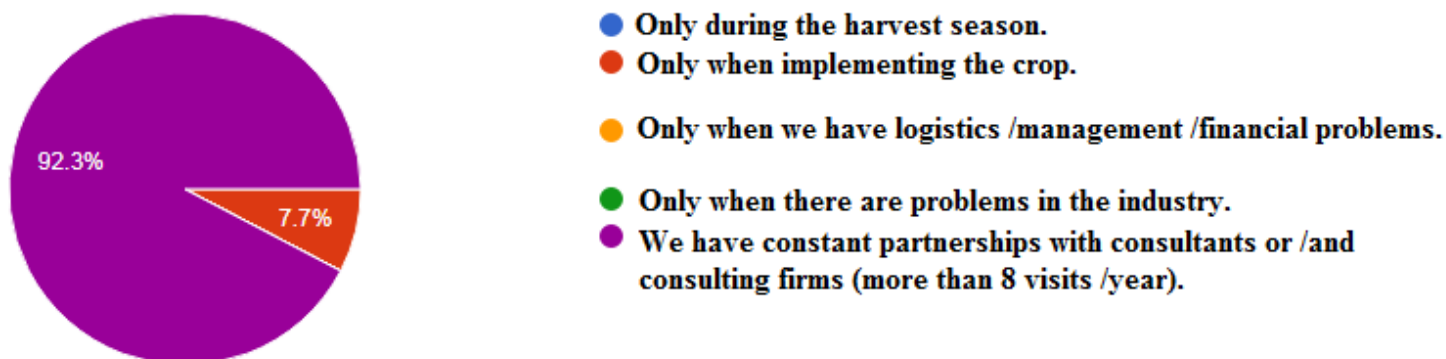 Only during the harvest season.
Only when implementing the crop.
Only when we have logistics /management /financial problems.
92.3%
Only when there are problems in the industry.
7.7%
We have constant partnerships with consultants or /and
consulting firms (more than 8 visits /year).